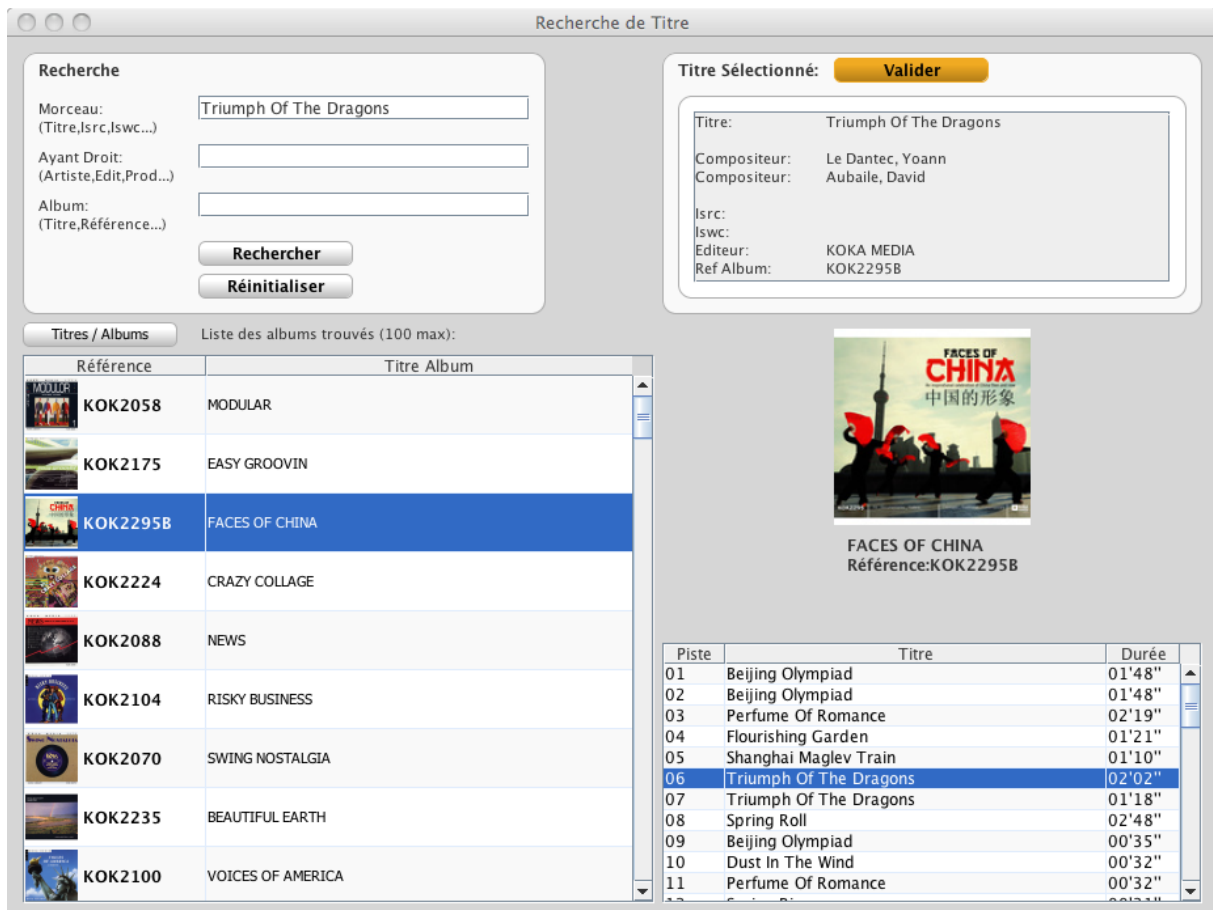 Recherche de Titre
Recherche
Morceau:
(Titre,Isrc,Iswc...)
Triumph Of The Dragons
Ayant Droit:
(Artiste,Edit,Prod...)
Album:
(Titre,Référence...)
Rechercher
Réinitialiser
Titre Sélectionné:
Valider
Titre: Triumph Of The Dragons
Compositeur: Le Dantec, Yoann
Compositeur: Aubaile, David
Isrc:
Iswc:
Editeur: KOKA MEDIA
Ref Album: KOK2295B
Titres / Albums
Liste des albums trouvés (100 max):
Référence Titre Album
MODULOR
KOK2058 MODULAR
KOK2175 EASY GROOVIN
KOK2295B FACES OF CHINA
KOK2224 CRAZY COLLAGE
KOK2088 NEWS
KOK2104 RISKY BUSINESS
KOK2070 SWING NOSTALGIA
KOK2235 BEAUTIFUL EARTH
KOK2100 VOICES OF AMERICA
FACES OF
CHINA
中国的形象
FACES OF CHINA
Référence:KOK2295B
Piste Titre Durée
01 Beijing Olympiad 01'48"
02 Beijing Olympiad 01'48"
03 Perfume Of Romance 02'19"
04 Flourishing Garden 01'21"
05 Shanghai Maglev Train 01'10"
06 Triumph Of The Dragons 02'02"
07 Triumph Of The Dragons 01'18"
08 Spring Roll 02'48"
09 Beijing Olympiad 00'35"
10 Dust In The Wind 00'32"
11 Perfume Of Romance 00'32"